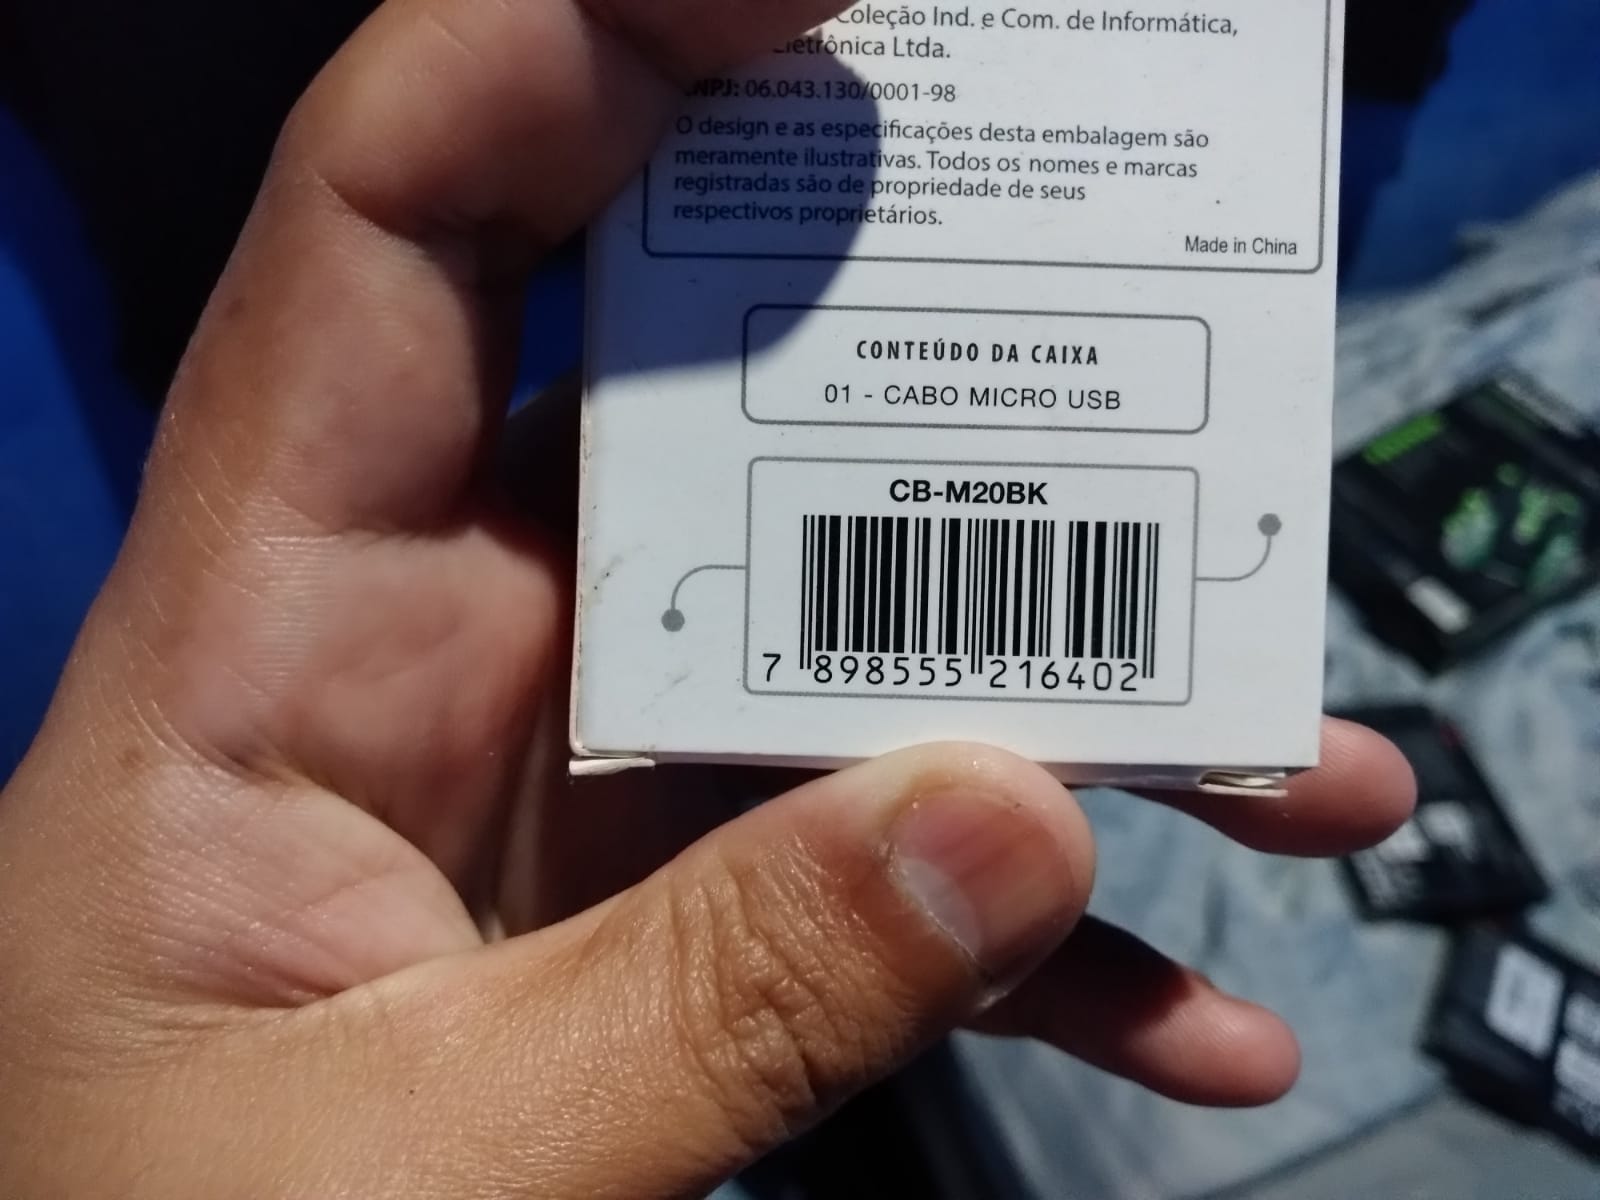 Coleção Ind. e Com. de Informática,
Eletrônica Ltda.
CNPJ: 06.043.130/0001-98
O design e as especificações desta embalagem são
meramente ilustrativas. Todos os nomes e marcas
registradas são de propriedade de seus
respectivos proprietários.
Made in China
CONTEÚDO DA CAIXA
01 - CABO MICRO USB
CB-M20BK
7 898555 216402